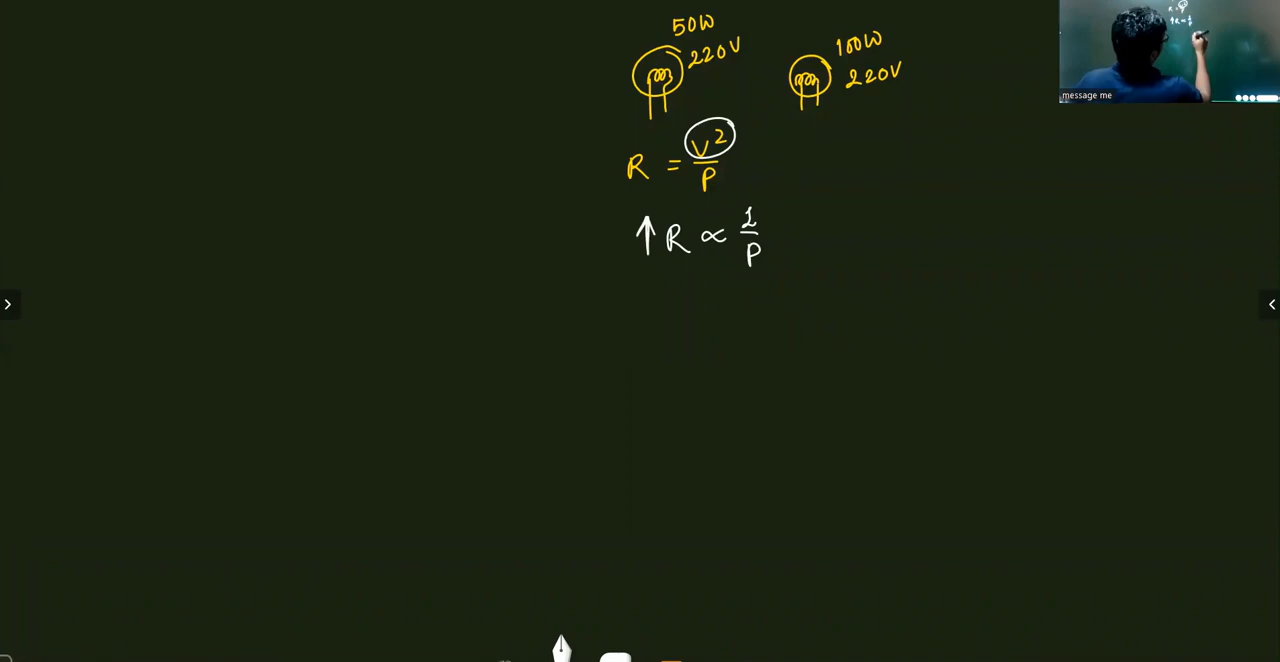 50W
220V
100W
220V
R = V²/P
↑ R ∝ 1/P
message me